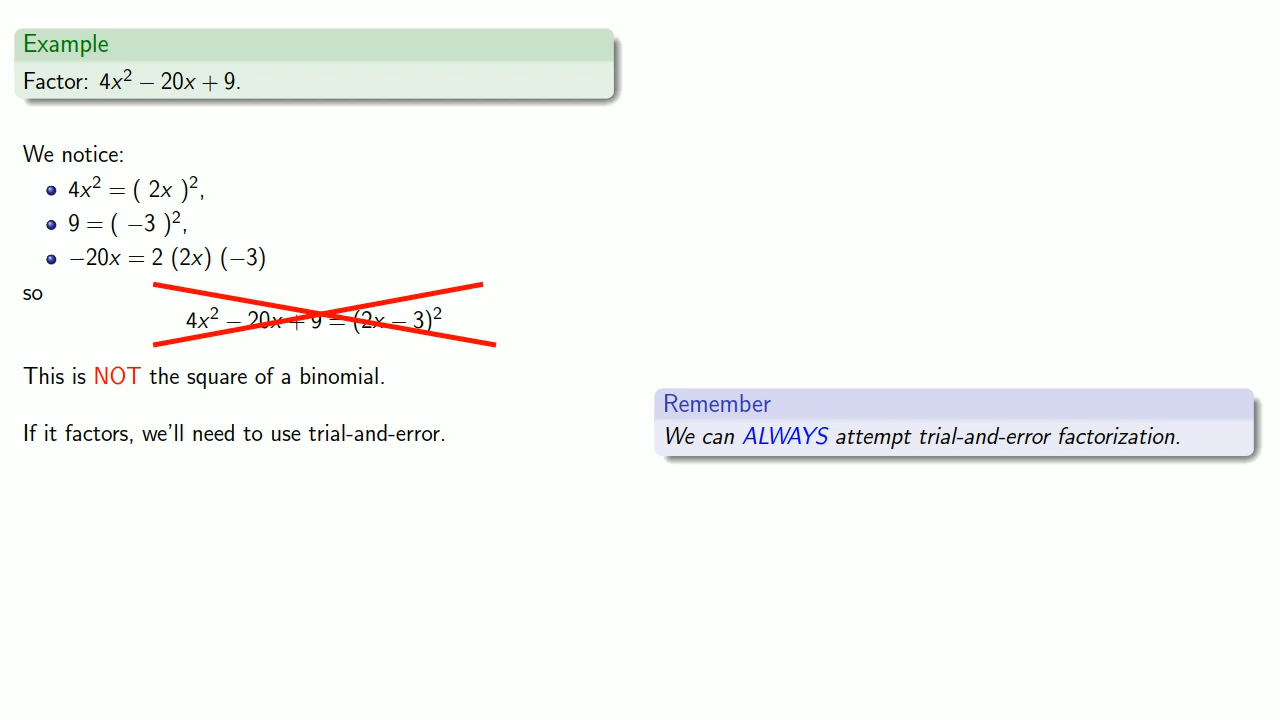 Example
Factor: 4x² − 20x + 9.
We notice:
4x² = ( 2x )²,
9 = ( −3 )²,
−20x = 2 (2x) (−3)
so
4x² − 20x + 9 = (2x − 3)²
This is NOT the square of a binomial.
If it factors, we'll need to use trial-and-error.
Remember
We can ALWAYS attempt trial-and-error factorization.